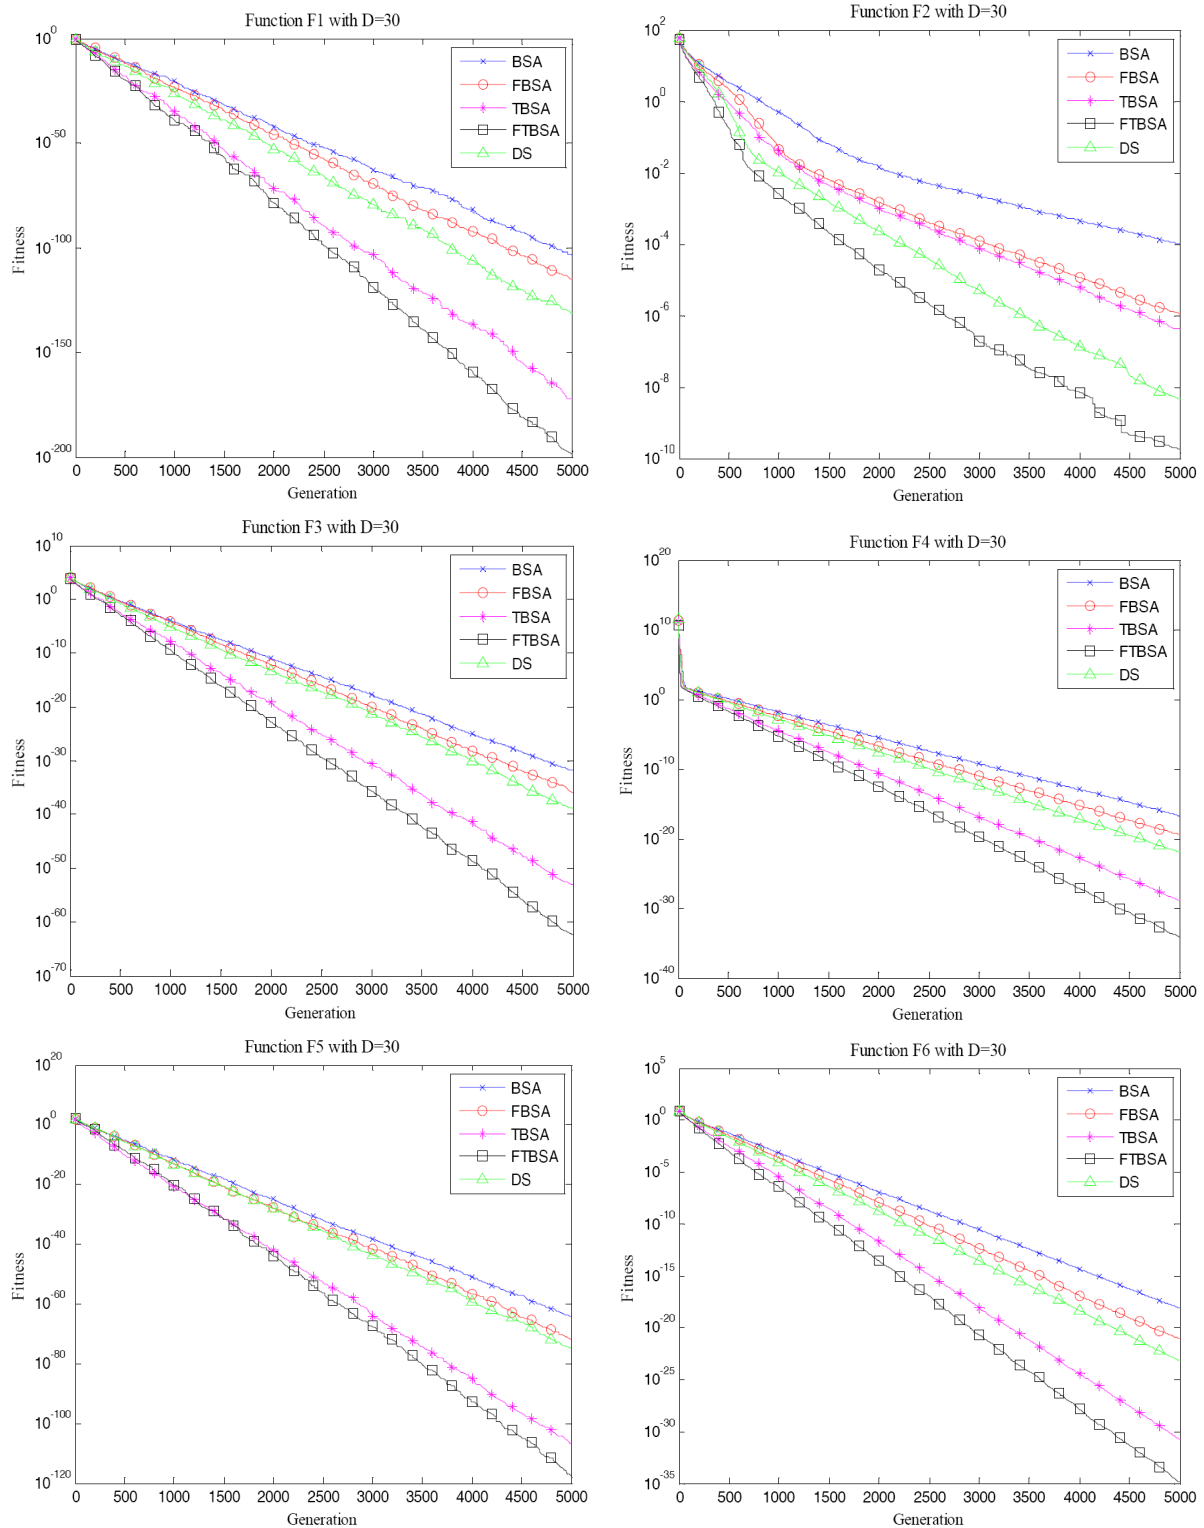 Function F1 with D=30
Fitness
10^0
10^-50
10^-100
10^-150
10^-200
0 500 1000 1500 2000 2500 3000 3500 4000 4500 5000
Generation
BSA
FBSA
TBSA
FTBSA
DS
Function F2 with D=30
Fitness
10^2
10^0
10^-2
10^-4
10^-6
10^-8
10^-10
0 500 1000 1500 2000 2500 3000 3500 4000 4500 5000
Generation
BSA
FBSA
TBSA
FTBSA
DS
Function F3 with D=30
Fitness
10^10
10^0
10^-10
10^-20
10^-30
10^-40
10^-50
10^-60
10^-70
0 500 1000 1500 2000 2500 3000 3500 4000 4500 5000
Generation
BSA
FBSA
TBSA
FTBSA
DS
Function F4 with D=30
Fitness
10^20
10^10
10^0
10^-10
10^-20
10^-30
10^-40
0 500 1000 1500 2000 2500 3000 3500 4000 4500 5000
Generation
BSA
FBSA
TBSA
FTBSA
DS
Function F5 with D=30
Fitness
10^20
10^0
10^-20
10^-40
10^-60
10^-80
10^-100
10^-120
0 500 1000 1500 2000 2500 3000 3500 4000 4500 5000
Generation
BSA
FBSA
TBSA
FTBSA
DS
Function F6 with D=30
Fitness
10^5
10^0
10^-5
10^-10
10^-15
10^-20
10^-25
10^-30
10^-35
0 500 1000 1500 2000 2500 3000 3500 4000 4500 5000
Generation
BSA
FBSA
TBSA
FTBSA
DS